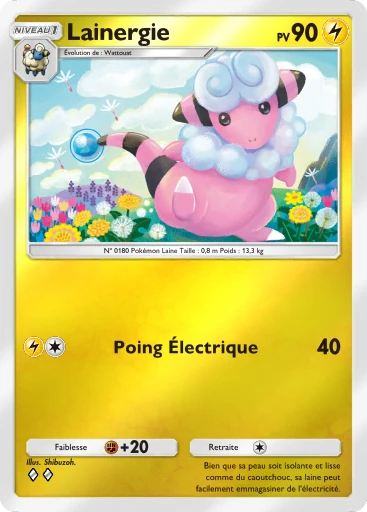 NIVEAU 1
Lainergie
PV 90
Évolution de : Wattouat
N° 0180 Pokémon Laine Taille : 0,8 m Poids : 13,3 kg
Poing Électrique 40
Faiblesse +20 Retraite
Illus. Shibuzoh.
Bien que sa peau soit isolante et lisse
comme du caoutchouc, sa laine peut
facilement emmagasiner de l'électricité.